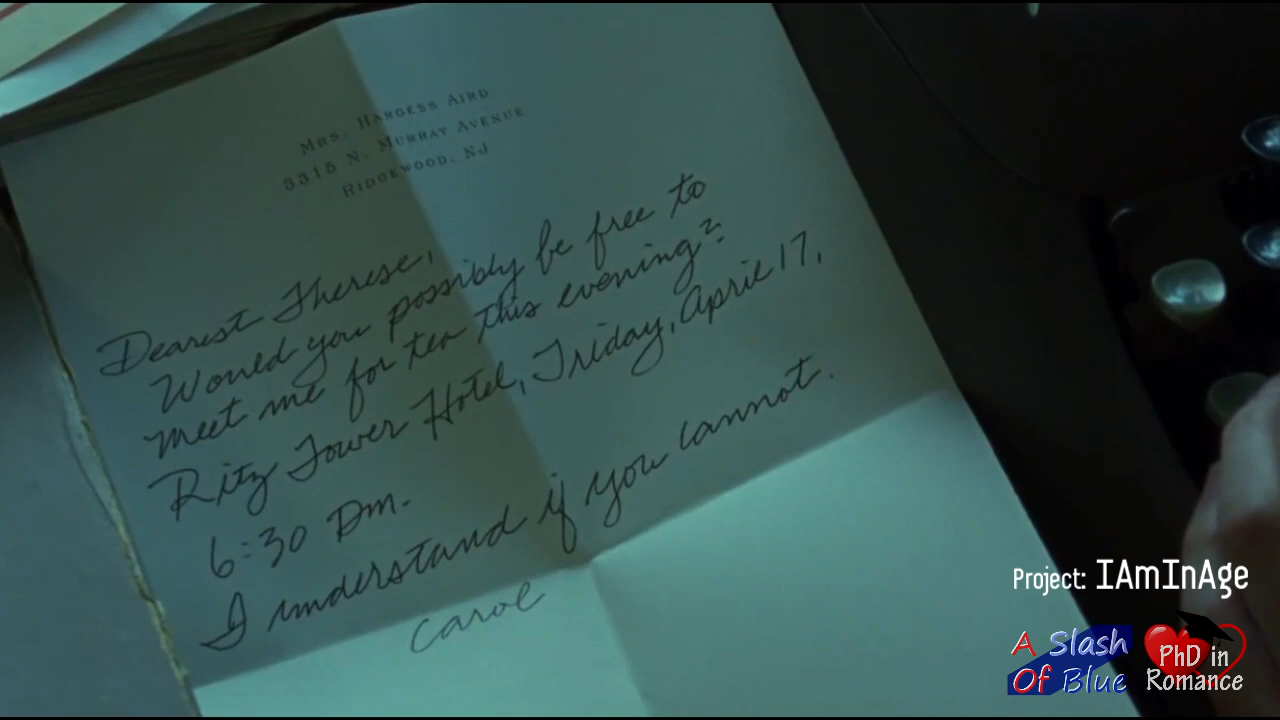 MRS. HARGESS AIRD
3315 N. MURRAY AVENUE
RIDGEWOOD, NJ
Dearest Therese,
Would you possibly be free to
meet me for tea this evening?
Ritz Tower Hotel, Friday, April 17,
6:30 pm.
I understand if you cannot.
Carol
Project: IAmInAge
A Slash
Of Blue
PhD in
Romance